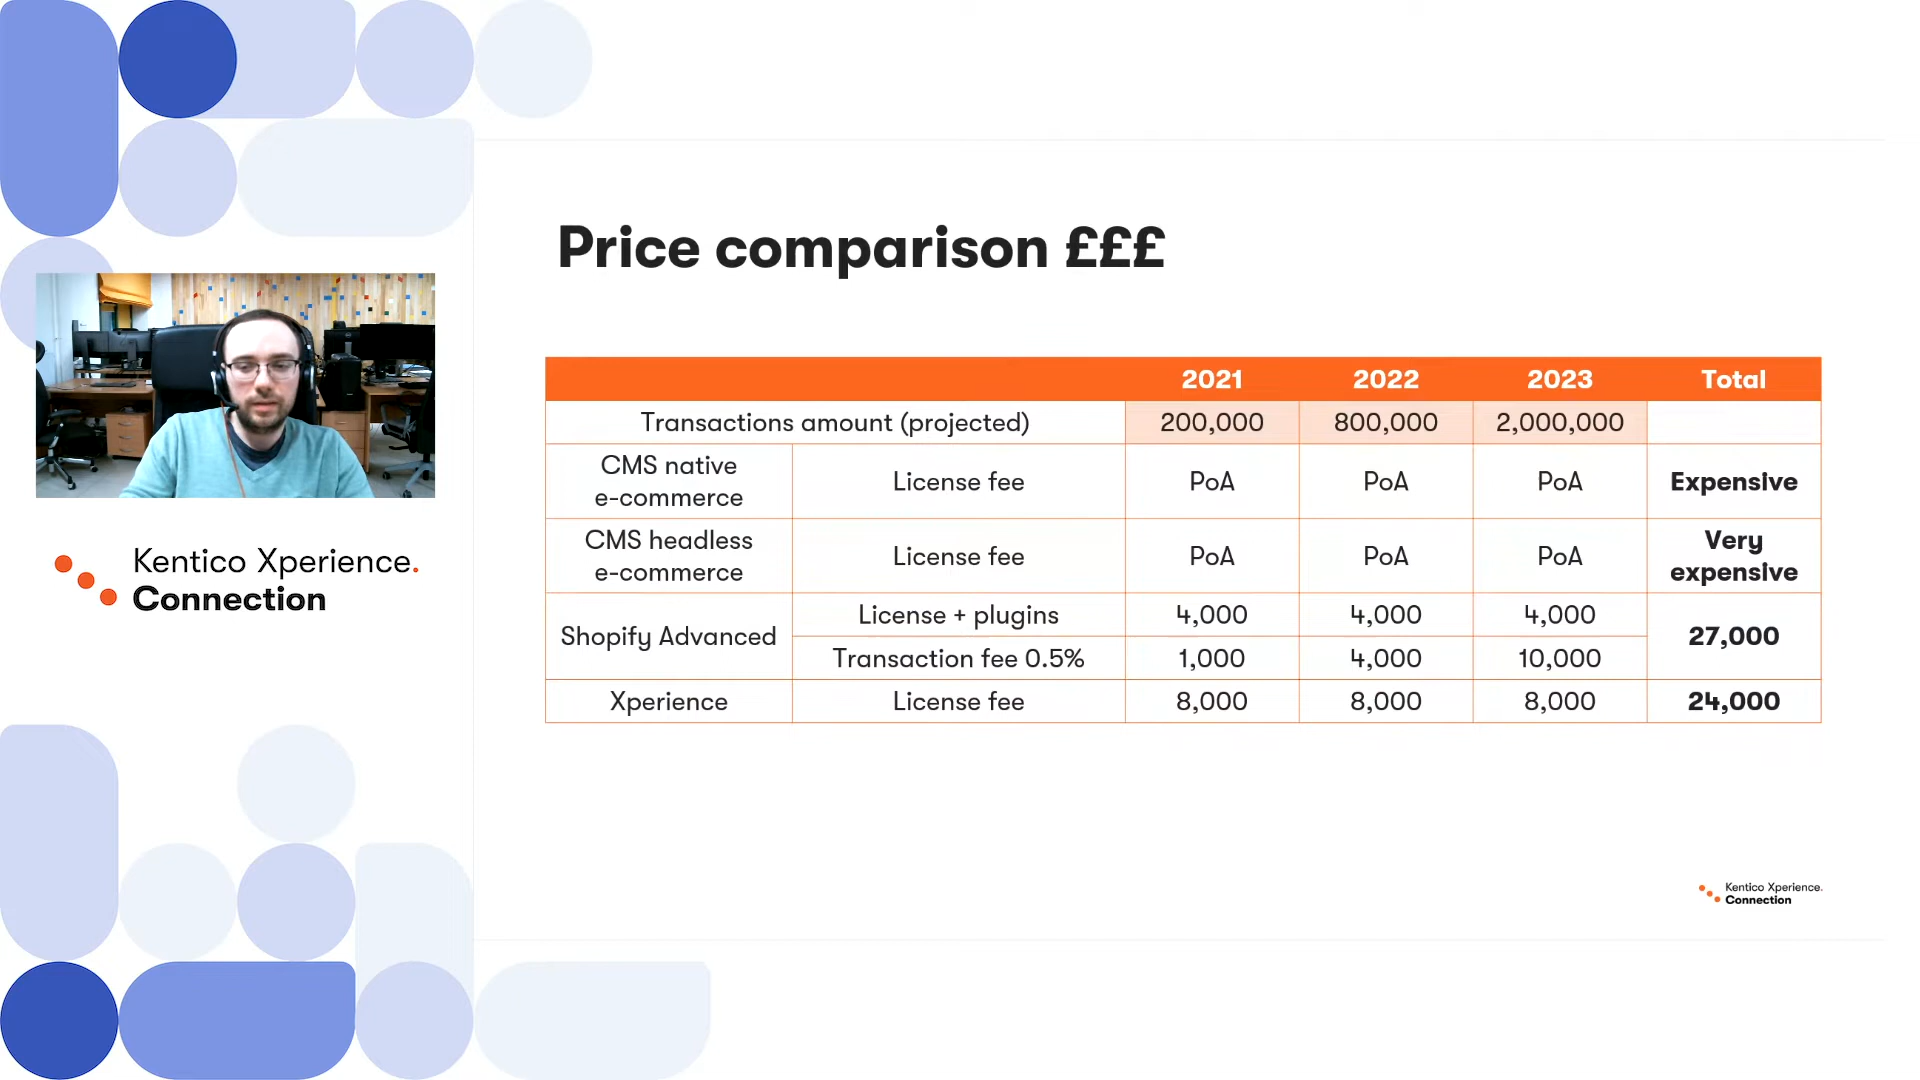 Price comparison £££
2021 2022 2023 Total
Transactions amount (projected) 200,000 800,000 2,000,000
CMS native
e-commerce License fee PoA PoA PoA Expensive
CMS headless
e-commerce License fee PoA PoA PoA Very
expensive
Shopify Advanced License + plugins 4,000 4,000 4,000 27,000
Transaction fee 0.5% 1,000 4,000 10,000
Xperience License fee 8,000 8,000 8,000 24,000
Kentico Xperience.
Connection
Kentico Xperience.
Connection